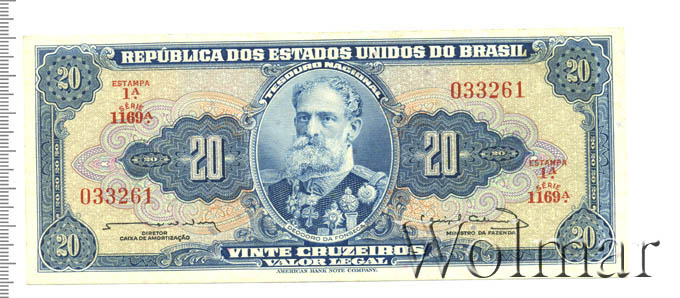 REPÚBLICA DOS ESTADOS UNIDOS DO BRASIL
20
20
TESOURO NACIONAL
ESTAMPA
1ª
SÉRIE
1169ª
033261
20
20
033261
ESTAMPA
1ª
SÉRIE
1169ª
DEODORO DA FONSECA
DIRETOR
CAIXA DE AMORTIZAÇÃO
MINISTRO DA FAZENDA
20
20
VINTE CRUZEIROS
VALOR LEGAL
AMERICAN BANK NOTE COMPANY.
Wolmar